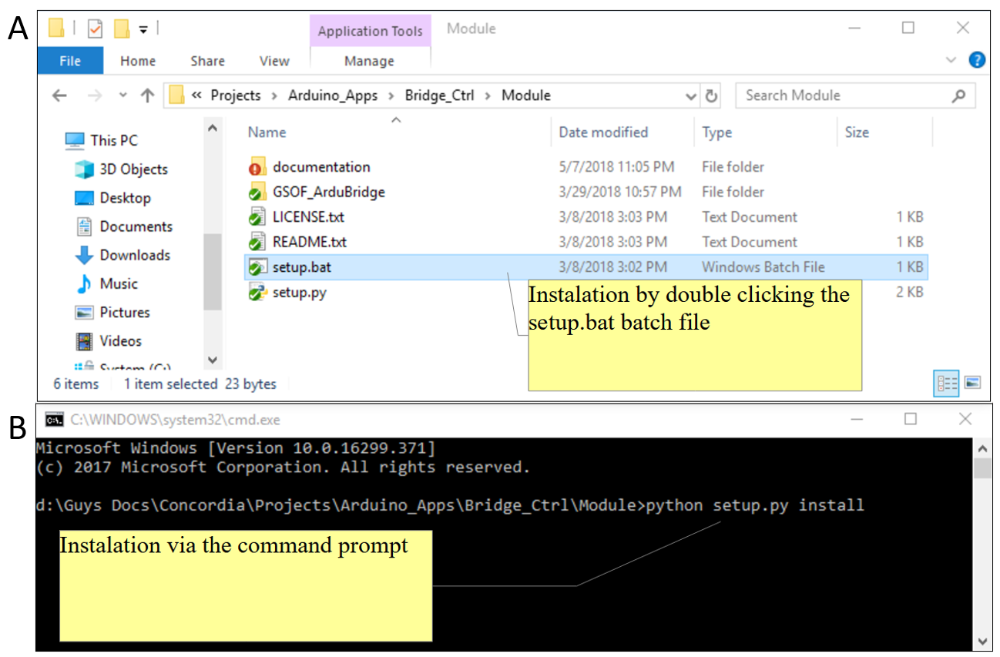 A
Application Tools Module
File Home Share View Manage
« Projects > Arduino_Apps > Bridge_Ctrl > Module Search Module
This PC
3D Objects
Desktop
Documents
Downloads
Music
Pictures
Videos
System (C:)
Name Date modified Type Size
documentation 5/7/2018 11:05 PM File folder
GSOF_ArduBridge 3/29/2018 10:57 PM File folder
LICENSE.txt 3/8/2018 3:03 PM Text Document 1 KB
README.txt 3/8/2018 3:03 PM Text Document 1 KB
setup.bat 3/8/2018 3:02 PM Windows Batch File 1 KB
setup.py 2 KB
Instalation by double clicking the
setup.bat batch file
6 items 1 item selected 23 bytes
B
C:\WINDOWS\system32\cmd.exe
Microsoft Windows [Version 10.0.16299.371]
(c) 2017 Microsoft Corporation. All rights reserved.
d:\Guys Docs\Concordia\Projects\Arduino_Apps\Bridge_Ctrl\Module>python setup.py install
Instalation via the command prompt